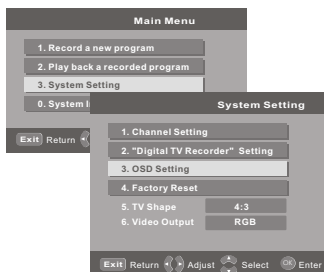 Main Menu
1. Record a new program
2. Play back a recorded program
3. System Setting
0. System
Exit Return
System Setting
1. Channel Setting
2. "Digital TV Recorder" Setting
3. OSD Setting
4. Factory Reset
5. TV Shape 4:3
6. Video Output RGB
Exit Return Adjust Select OK Enter